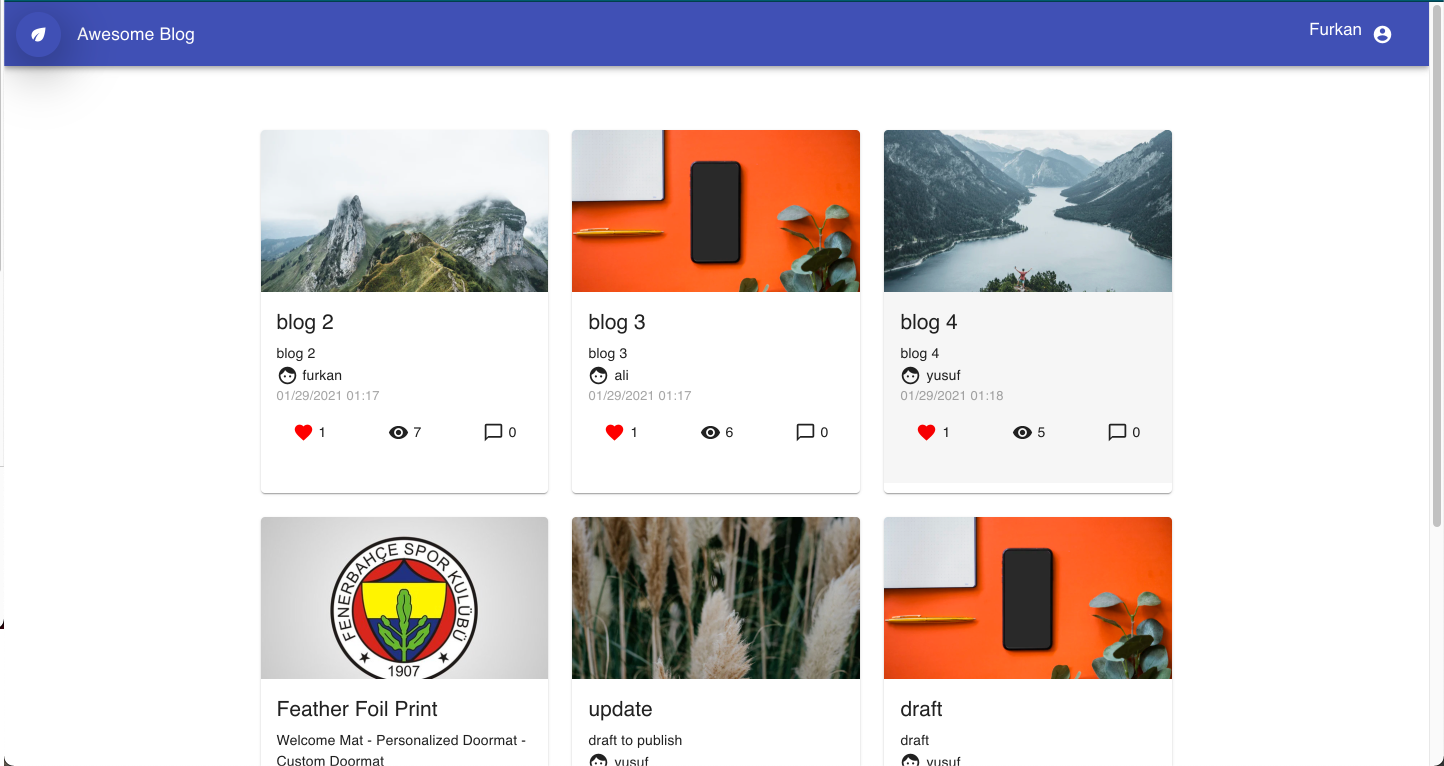 Awesome Blog
Furkan
blog 2
blog 2
furkan
01/29/2021 01:17
1
7
0
blog 3
blog 3
ali
01/29/2021 01:17
1
6
0
blog 4
blog 4
yusuf
01/29/2021 01:18
1
5
0
FENERBAHÇE SPOR KULÜBÜ
1907
Feather Foil Print
Welcome Mat - Personalized Doormat -
Custom Doormat
update
draft to publish
yusuf
draft
draft
yusuf